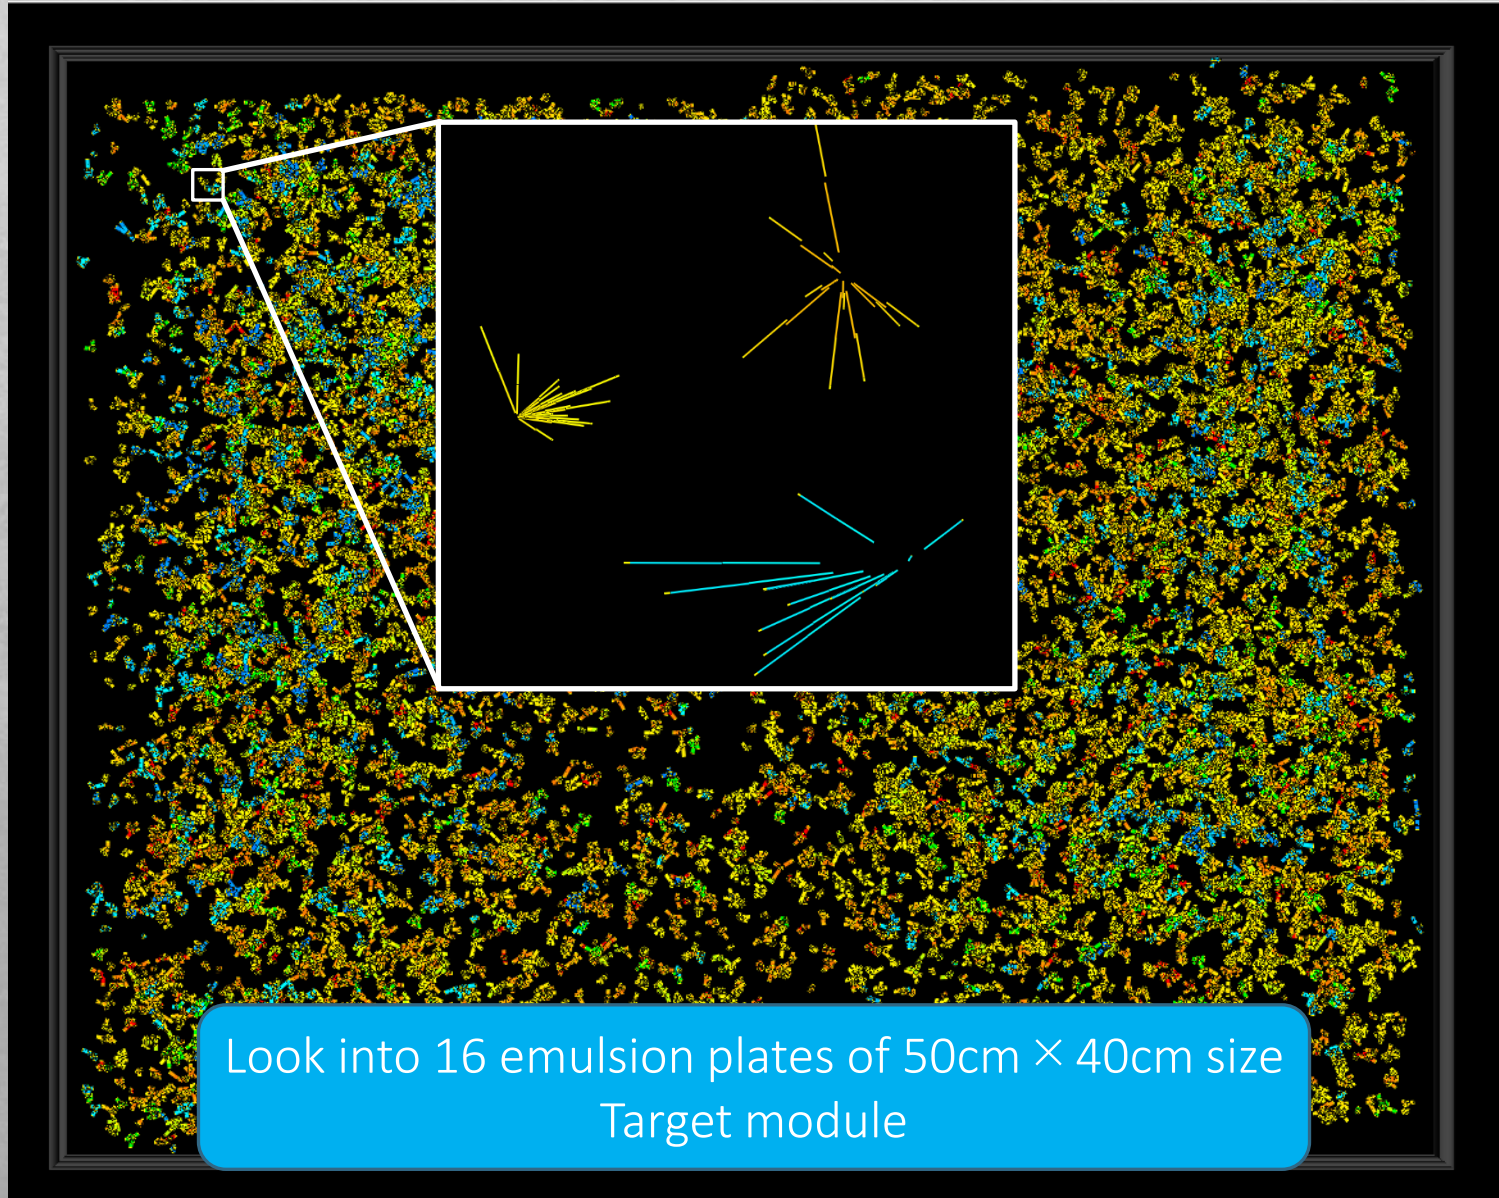 Look into 16 emulsion plates of 50cm × 40cm size
Target module